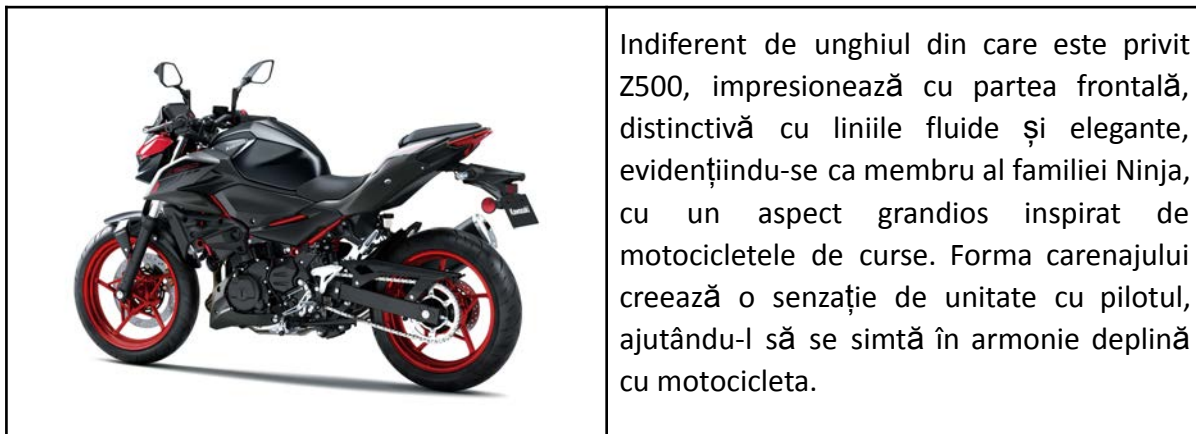 Indiferent de unghiul din care este privit
Z500, impresionează cu partea frontală,
distinctivă cu liniile fluide și elegante,
evidențiindu-se ca membru al familiei Ninja,
cu un aspect grandios inspirat de
motocicletele de curse. Forma carenajului
creează o senzație de unitate cu pilotul,
ajutându-l să se simtă în armonie deplină
cu motocicleta.
Kawasaki